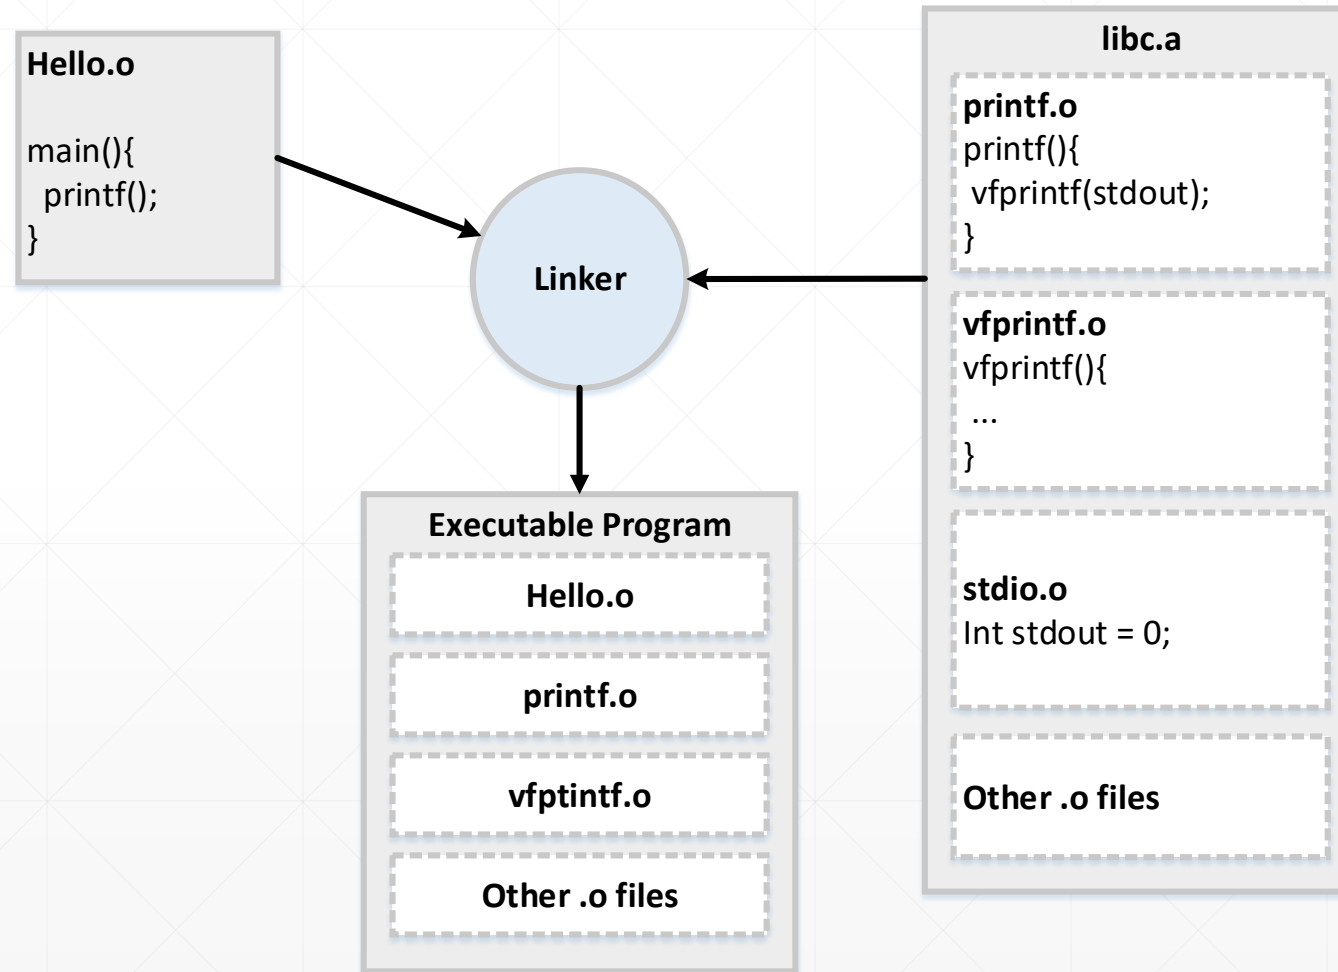 Hello.o
main(){
printf();
}
Linker
libc.a
printf.o
printf(){
vfprintf(stdout);
}
vfprintf.o
vfprintf(){
...
}
stdio.o
Int stdout = 0;
Other .o files
Executable Program
Hello.o
printf.o
vfptintf.o
Other .o files